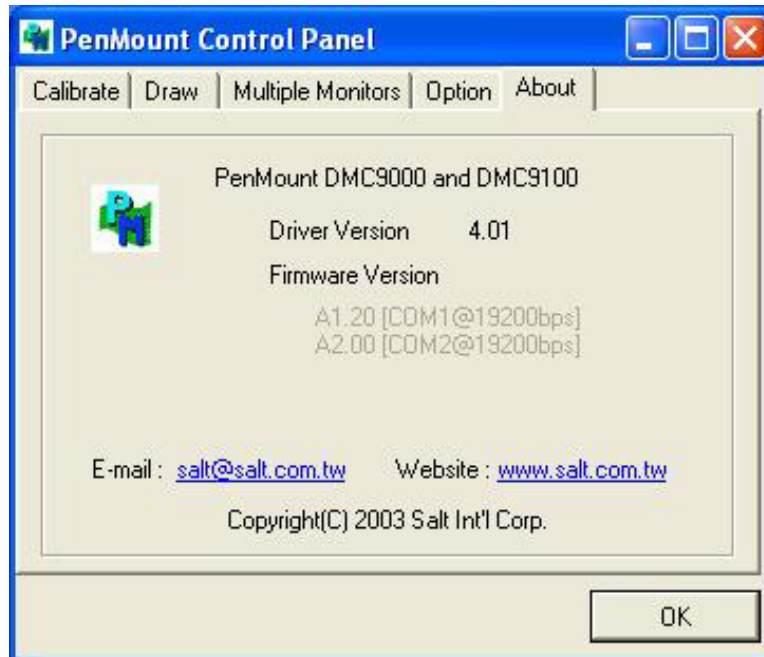 PenMount Control Panel
Calibrate Draw Multiple Monitors Option About
PM
PenMount DMC9000 and DMC9100
Driver Version 4.01
Firmware Version
A1.20 [COM1@19200bps]
A2.00 [COM2@19200bps]
E-mail : salt@salt.com.tw Website : www.salt.com.tw
Copyright(C) 2003 Salt Int'l Corp.
OK